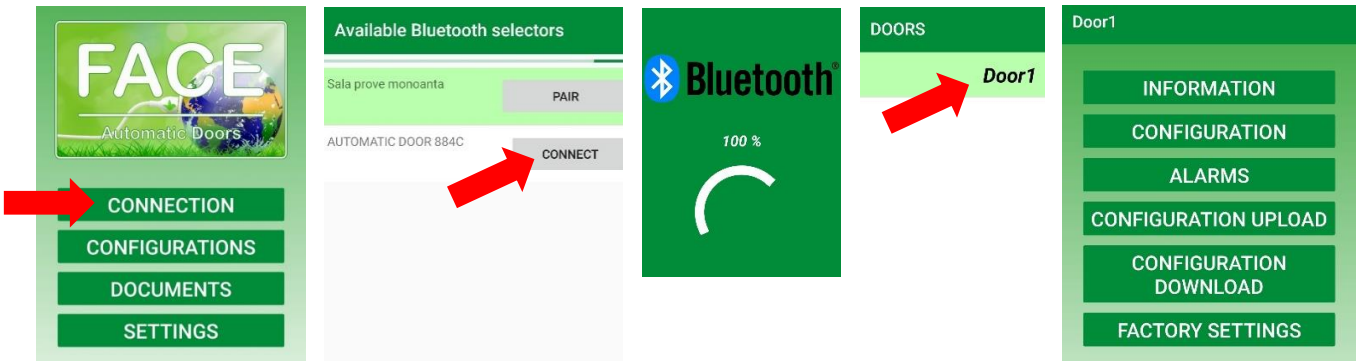 FACE
Automatic Doors
CONNECTION
CONFIGURATIONS
DOCUMENTS
SETTINGS
Available Bluetooth selectors
Sala prove monoanta
PAIR
AUTOMATIC DOOR 884C
CONNECT
Bluetooth®
100 %
DOORS
Door1
Door1
INFORMATION
CONFIGURATION
ALARMS
CONFIGURATION UPLOAD
CONFIGURATION
DOWNLOAD
FACTORY SETTINGS